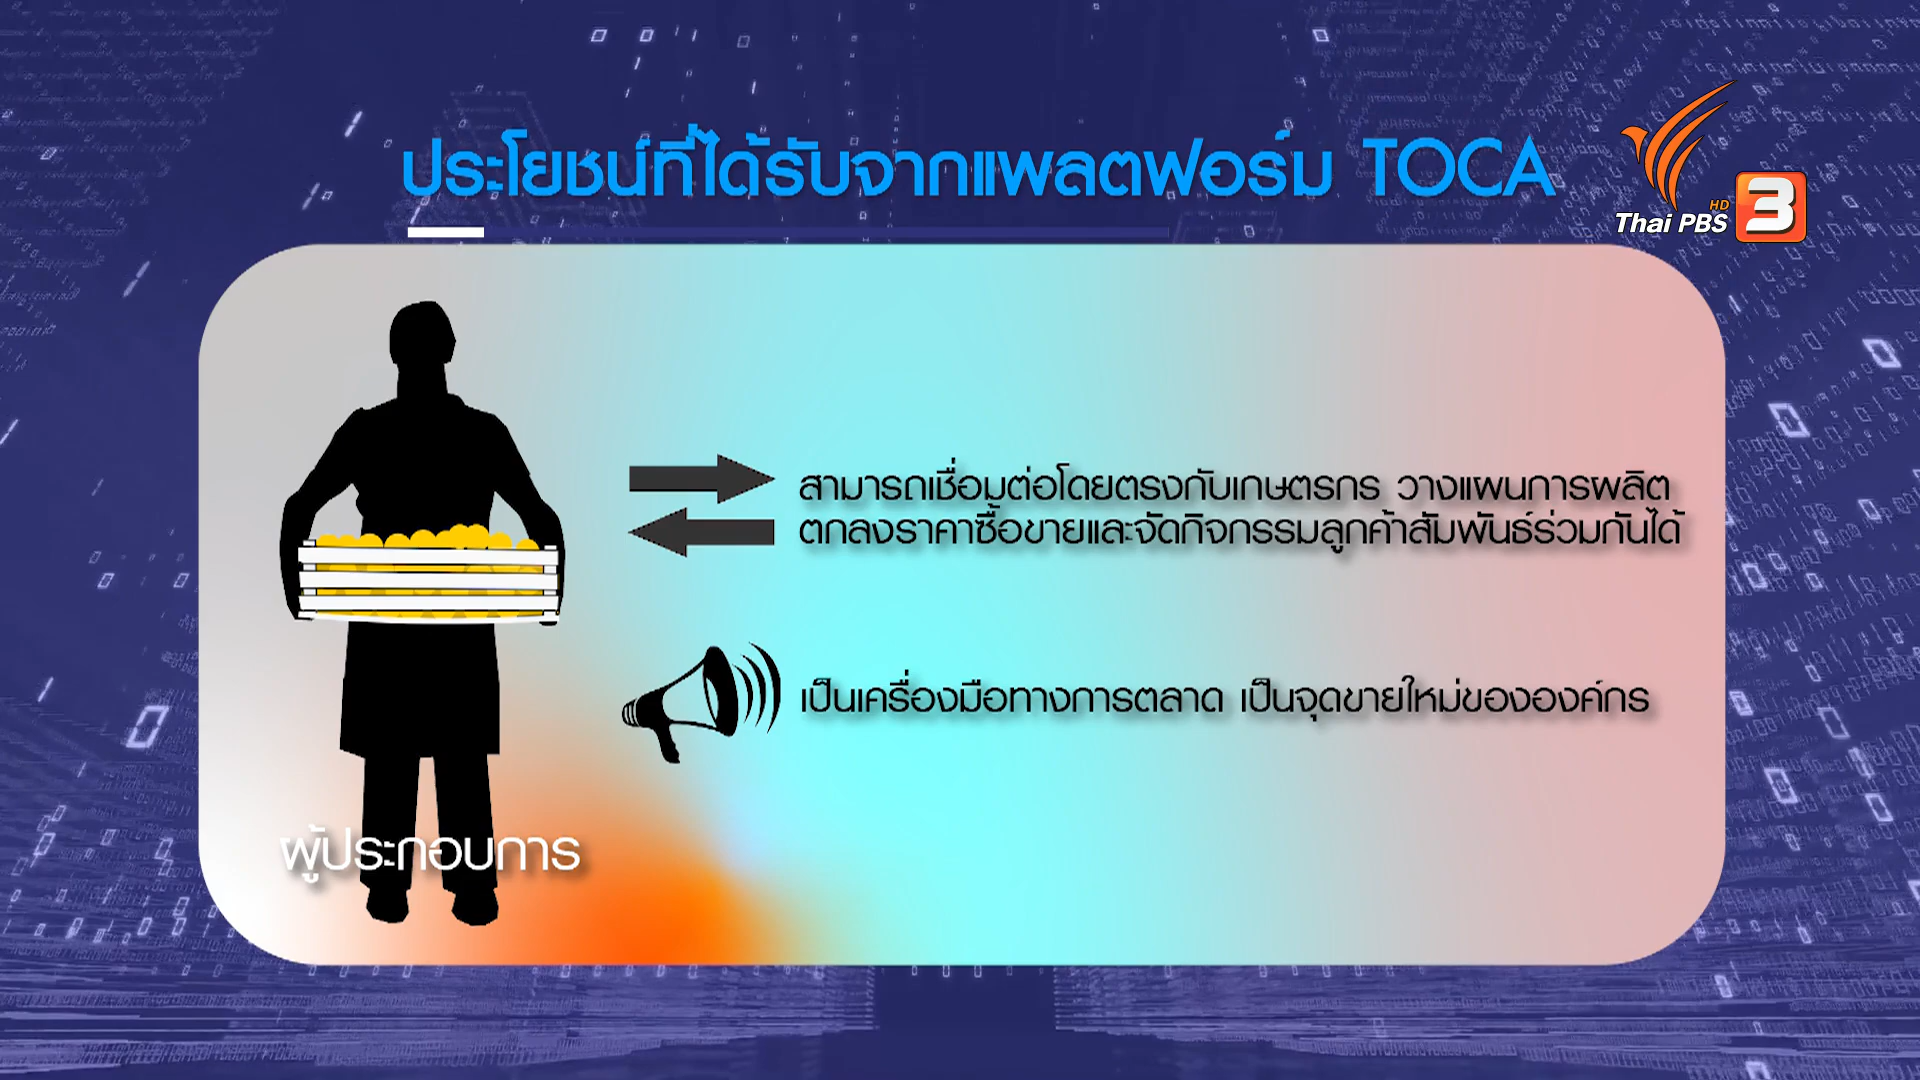 ประโยชน์ที่ได้รับจากแพลตฟอร์ม TOCA
HD
Thai PBS 3
สามารถเชื่อมต่อโดยตรงกับเกษตรกร วางแผนการผลิต
ตกลงราคาซื้อขายและจัดกิจกรรมลูกค้าสัมพันธ์ร่วมกันได้
เป็นเครื่องมือทางการตลาด เป็นจุดขายใหม่ขององค์กร
ผู้ประกอบการ